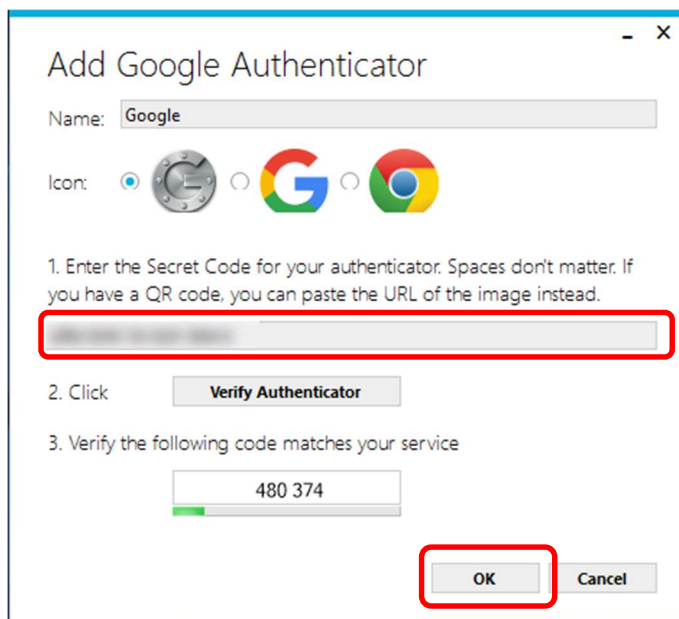 Add Google Authenticator
Name: Google
Icon:
1. Enter the Secret Code for your authenticator. Spaces don't matter. If
you have a QR code, you can paste the URL of the image instead.
2. Click Verify Authenticator
3. Verify the following code matches your service
480 374
OK Cancel